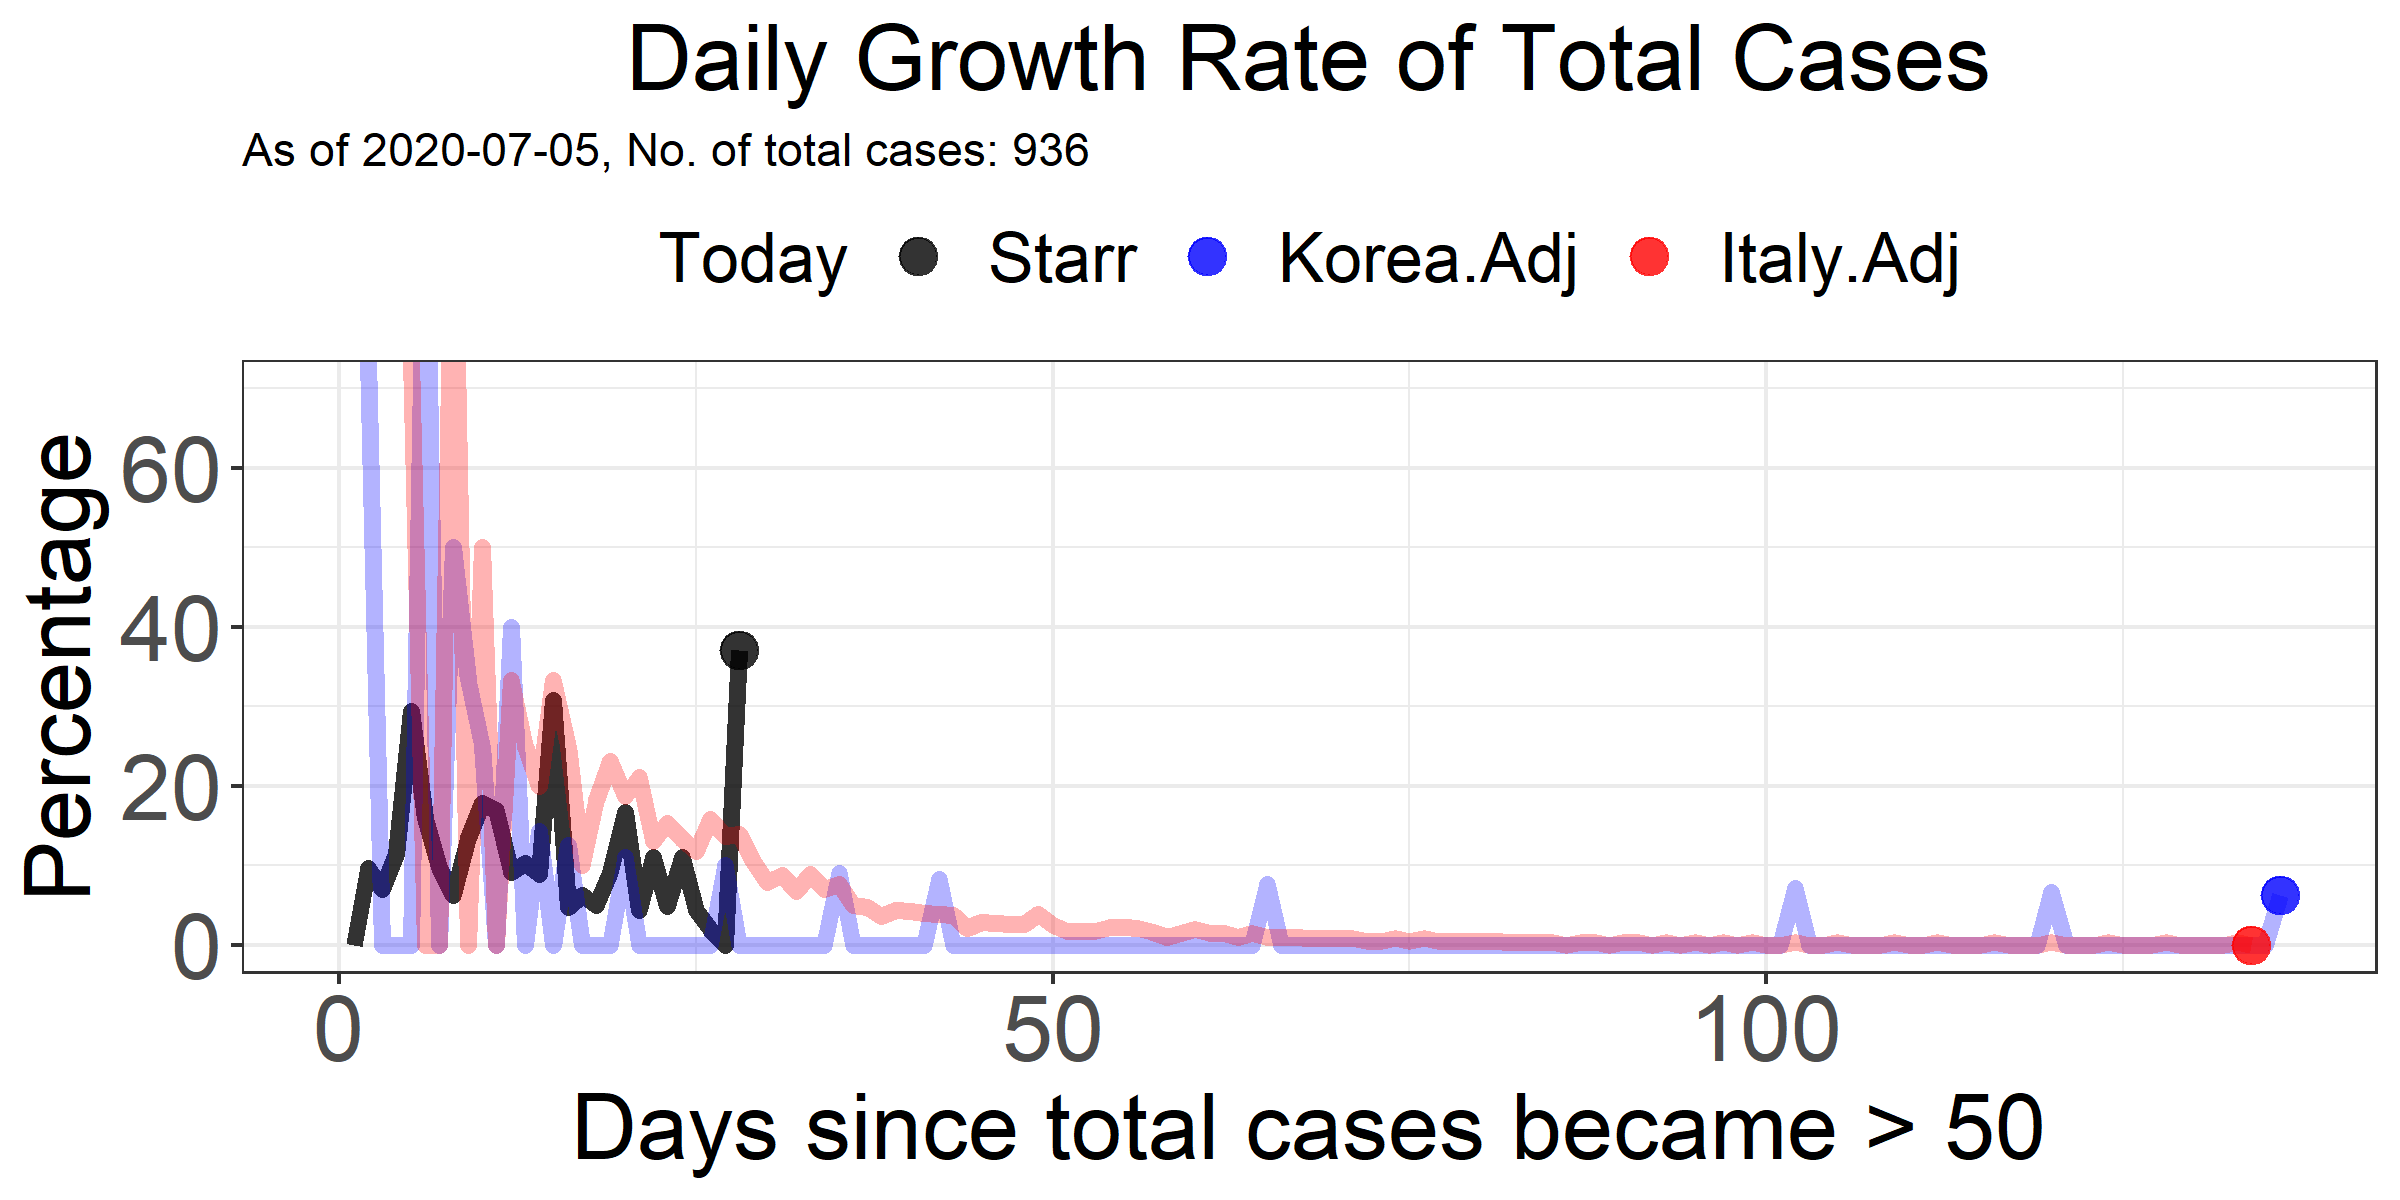 Daily Growth Rate of Total Cases
As of 2020-07-05, No. of total cases: 936
Today Starr Korea.Adj Italy.Adj
Percentage
60
40
20
0
0 50 100
Days since total cases became > 50